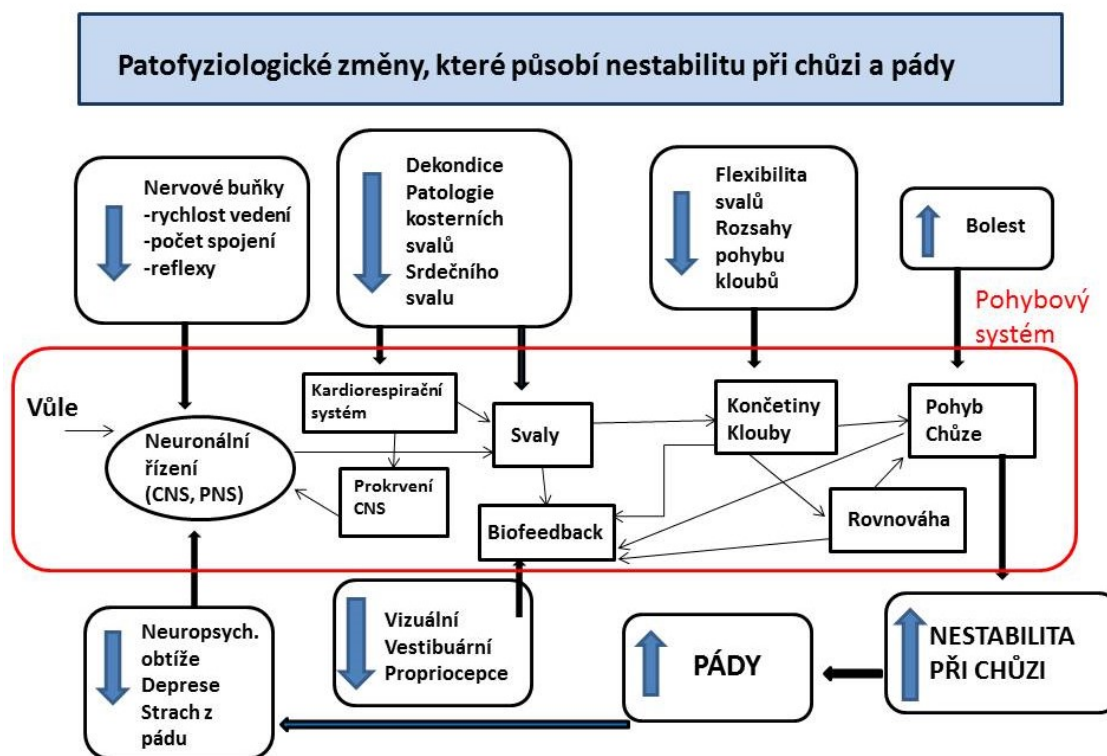 Patofyziologické změny, které působí nestabilitu při chůzi a pády
Nervové buňky
-rychlost vedení
-počet spojení
-reflexy
Dekondice
Patologie
kosterních
svalů
Srdečního
svalu
Flexibilita
svalů
Rozsahy
pohybu
kloubů
Bolest
Pohybový
systém
Vůle
Neuronální
řízení
(CNS, PNS)
Kardiorespirační
systém
Prokrvení
CNS
Svaly
Biofeedback
Končetiny
Klouby
Rovnováha
Pohyb
Chůze
Neuropsych.
obtíže
Deprese
Strach z
pádu
Vizuální
Vestibuární
Propriocepce
PÁDY
NESTABILITA
PŘI CHŮZI